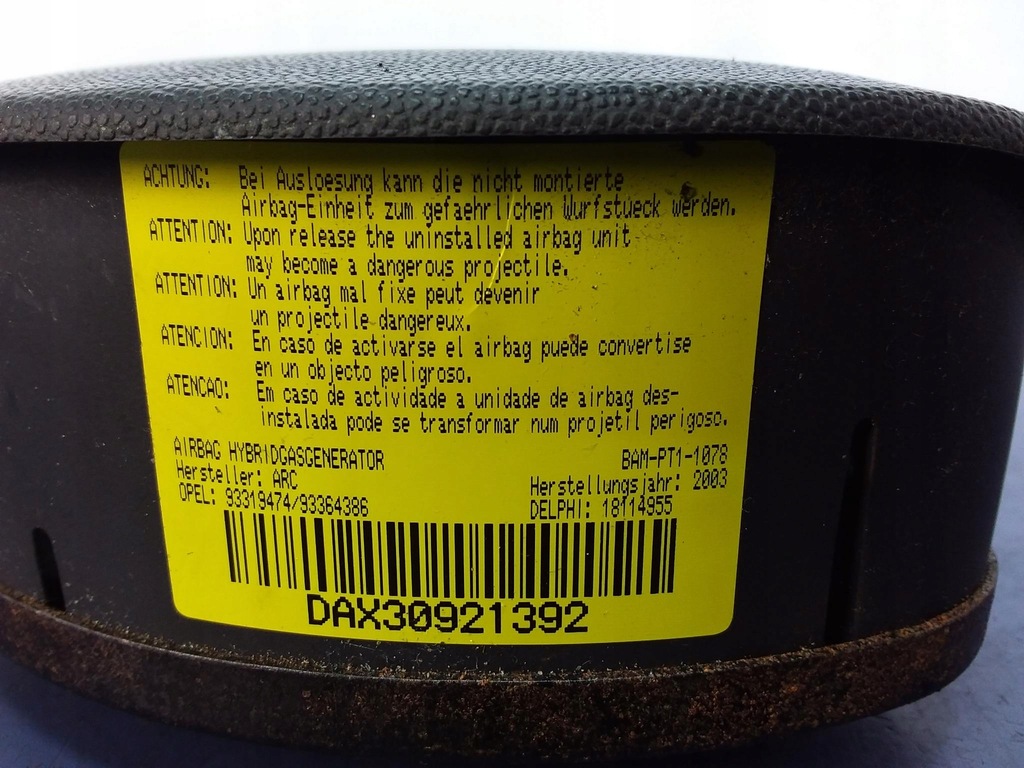 ACHTUNG: Bei Ausloesung kann die nicht montierte
Airbag-Einheit zum gefaehrlichen Wurfstueck werden.
ATTENTION: Upon release the uninstalled airbag unit
may become a dangerous projectile.
ATTENTION: Un airbag mal fixe peut devenir
un projectile dangereux.
ATENCION: En caso de activarse el airbag puede convertise
en un objecto peligroso.
ATENCAO: Em caso de actividade a unidade de airbag des-
instalada pode se transformar num projetil perigoso.
AIRBAG HYBRIDGASGENERATOR BAM-PT1-1078
Hersteller: ARC Herstellungsjahr: 2003
OPEL: 93319474/93364386 DELPHI: 18114955
DAX30921392